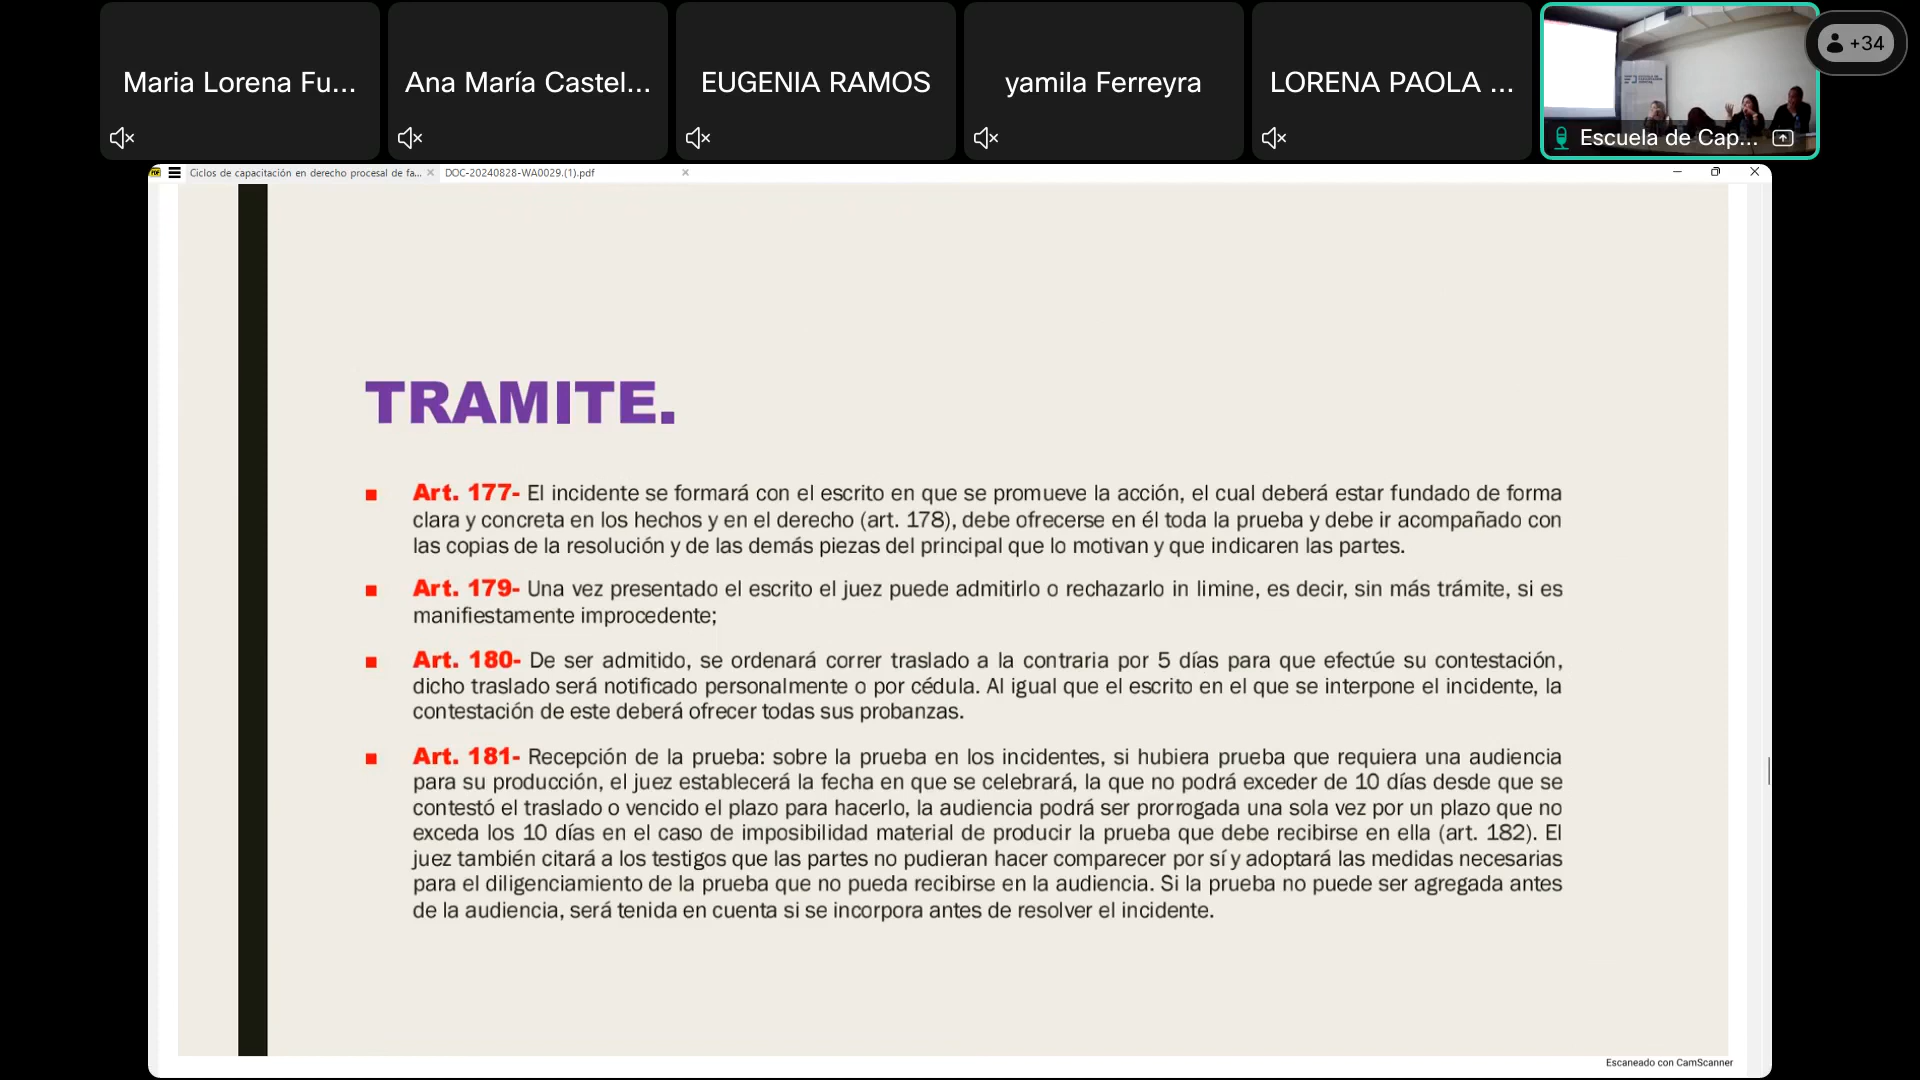 Maria Lorena Fu...
Ana María Castel...
EUGENIA RAMOS
yamila Ferreyra
LORENA PAOLA ...
+34
Escuela de Cap...
Ciclos de capacitación en derecho procesal de fa...
DOC-20240828-WA0029.(1).pdf
TRAMITE.
Art. 177- El incidente se formará con el escrito en que se promueve la acción, el cual deberá estar fundado de forma
clara y concreta en los hechos y en el derecho (art. 178), debe ofrecerse en él toda la prueba y debe ir acompañado con
las copias de la resolución y de las demás piezas del principal que lo motivan y que indicaren las partes.
Art. 179- Una vez presentado el escrito el juez puede admitirlo o rechazarlo in limine, es decir, sin más trámite, si es
manifiestamente improcedente;
Art. 180- De ser admitido, se ordenará correr traslado a la contraria por 5 días para que efectúe su contestación,
dicho traslado será notificado personalmente o por cédula. Al igual que el escrito en el que se interpone el incidente, la
contestación de este deberá ofrecer todas sus probanzas.
Art. 181- Recepción de la prueba: sobre la prueba en los incidentes, si hubiera prueba que requiera una audiencia
para su producción, el juez establecerá la fecha en que se celebrará, la que no podrá exceder de 10 días desde que se
contestó el traslado o vencido el plazo para hacerlo, la audiencia podrá ser prorrogada una sola vez por un plazo que no
exceda los 10 días en el caso de imposibilidad material de producir la prueba que debe recibirse en ella (art. 182). El
juez también citará a los testigos que las partes no pudieran hacer comparecer por sí y adoptará las medidas necesarias
para el diligenciamiento de la prueba que no pueda recibirse en la audiencia. Si la prueba no puede ser agregada antes
de la audiencia, será tenida en cuenta si se incorpora antes de resolver el incidente.
Escaneado con CamScanner